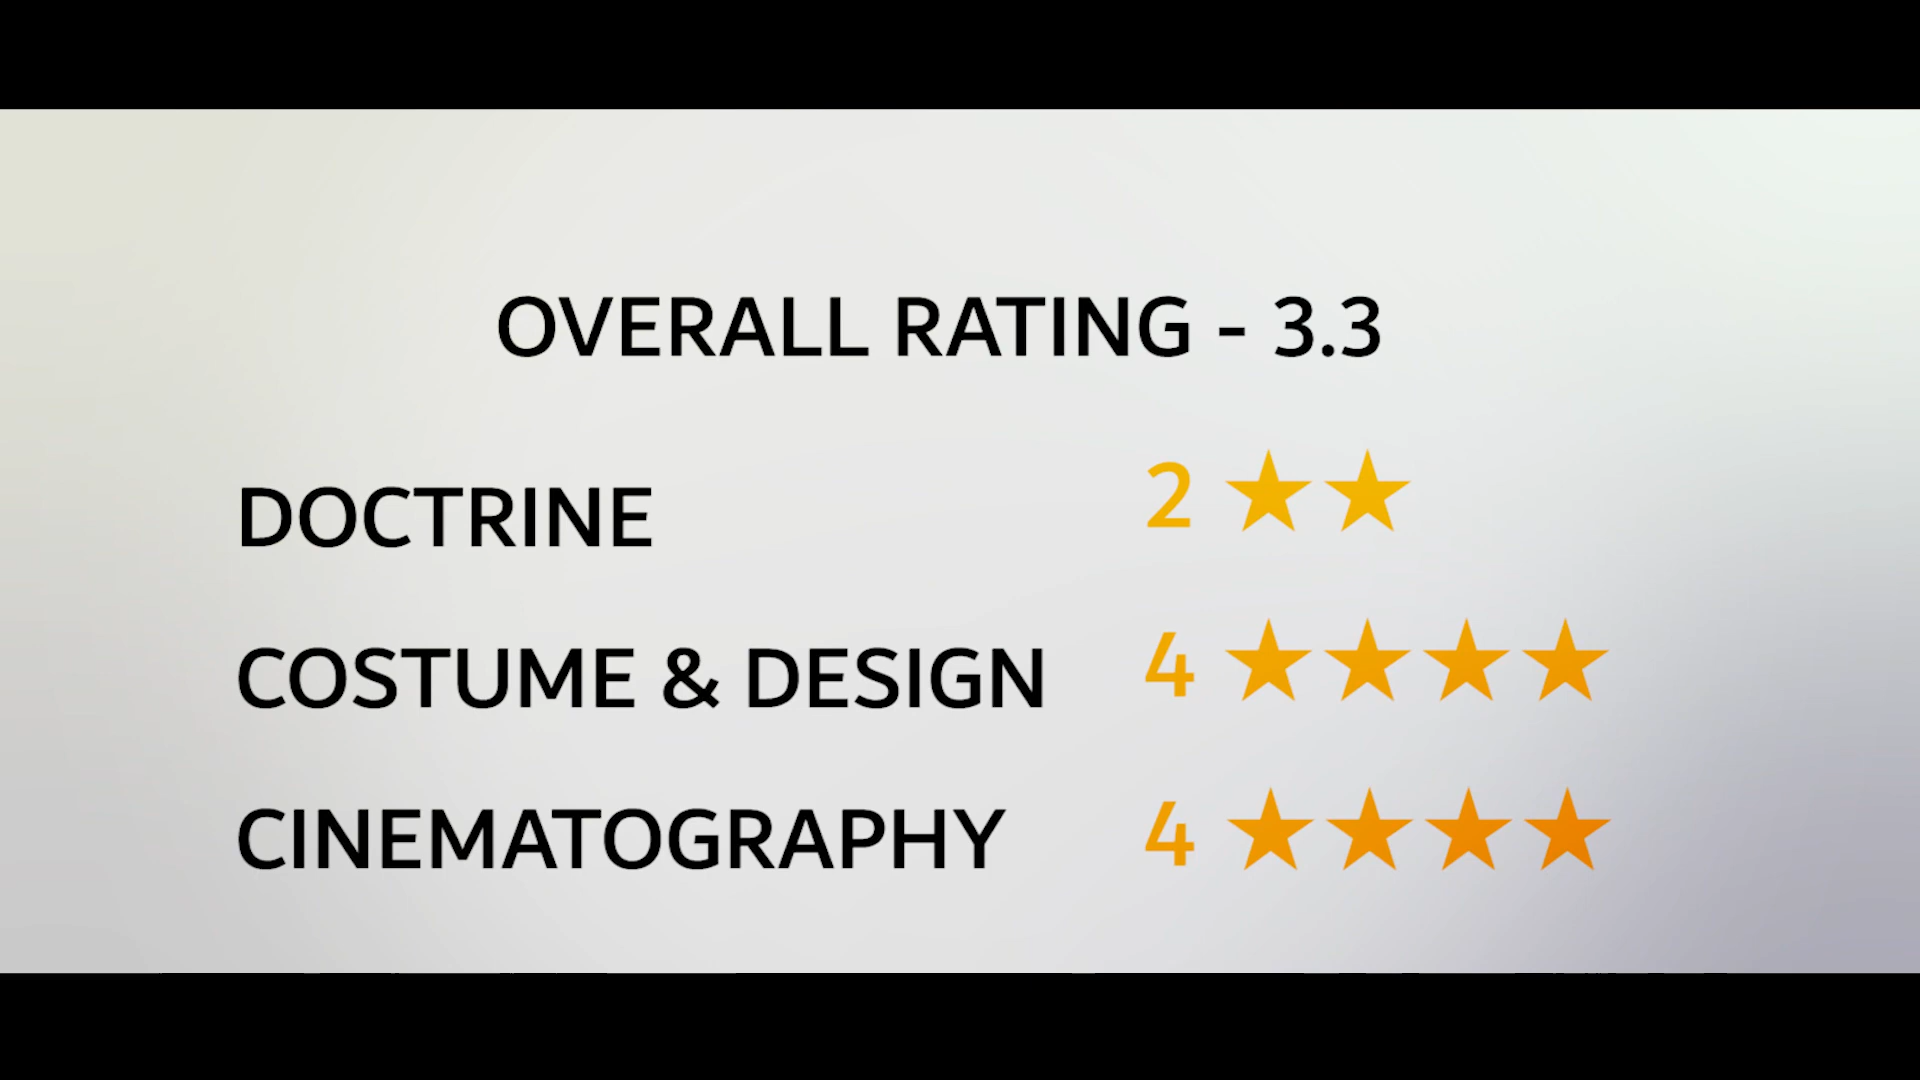 OVERALL RATING - 3.3
DOCTRINE 2 ★★
COSTUME & DESIGN 4 ★★★★
CINEMATOGRAPHY 4 ★★★★